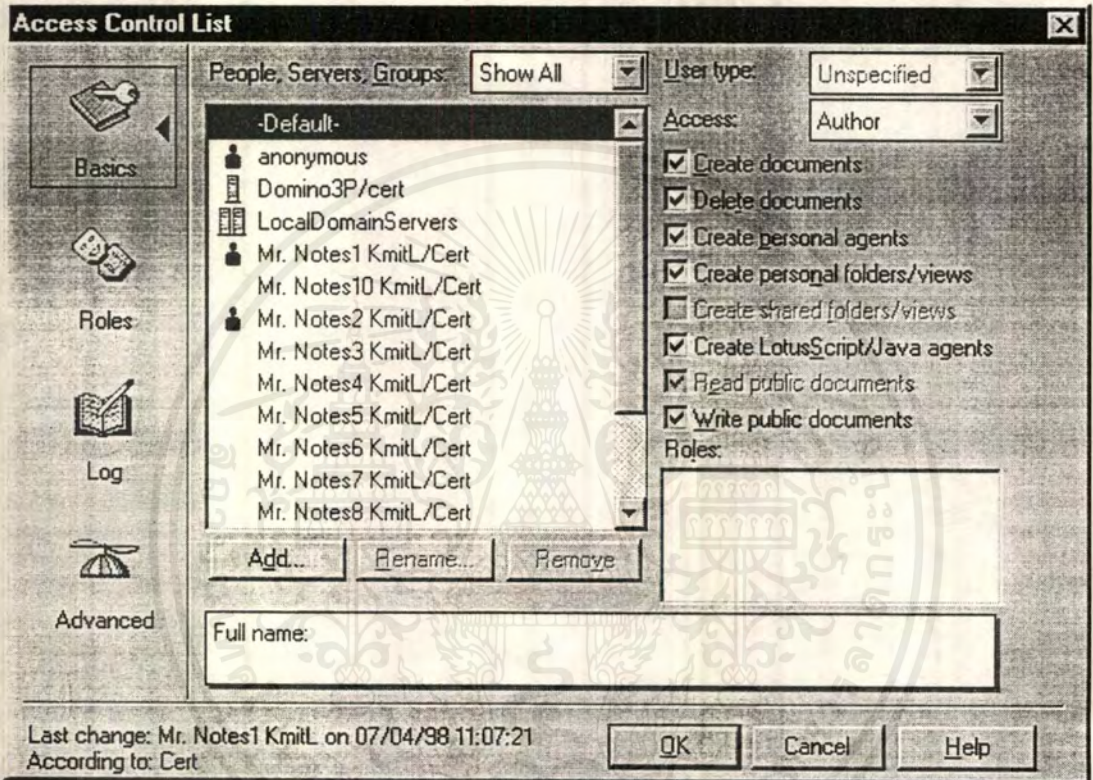 Access Control List
Basics
Roles
Log
Advanced
People, Servers, Groups: Show All
-Default-
anonymous
Domino3P/cert
LocalDomainServers
Mr. Notes1 KmitL/Cert
Mr. Notes10 KmitL/Cert
Mr. Notes2 KmitL/Cert
Mr. Notes3 KmitL/Cert
Mr. Notes4 KmitL/Cert
Mr. Notes5 KmitL/Cert
Mr. Notes6 KmitL/Cert
Mr. Notes7 KmitL/Cert
Mr. Notes8 KmitL/Cert
Add... Rename... Remove
Full name:
User type: Unspecified
Access: Author
Create documents
Delete documents
Create personal agents
Create personal folders/views
Create shared folders/views
Create LotusScript/Java agents
Read public documents
Write public documents
Roles:
Last change: Mr. Notes1 KmitL on 07/04/98 11:07:21
According to: Cert
OK Cancel Help